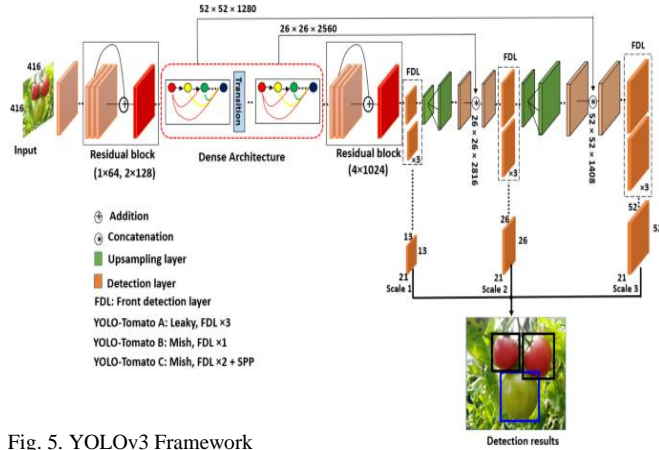 52 × 52 × 1280
26 × 26 × 2560
FDL
FDL
FDL
416
416
Input
Transition
26 × 26 × 2816
52 × 52 × 1408
×3
×3
×3
Residual block
(1×64, 2×128)
Dense Architecture
Residual block
(4×1024)
Addition
Concatenation
Upsampling layer
Detection layer
FDL: Front detection layer
YOLO-Tomato A: Leaky, FDL ×3
YOLO-Tomato B: Mish, FDL ×1
YOLO-Tomato C: Mish, FDL ×2 + SPP
13
13
21
Scale 1
26
26
21
Scale 2
52
52
21
Scale 3
Detection results
Fig. 5. YOLOv3 Framework